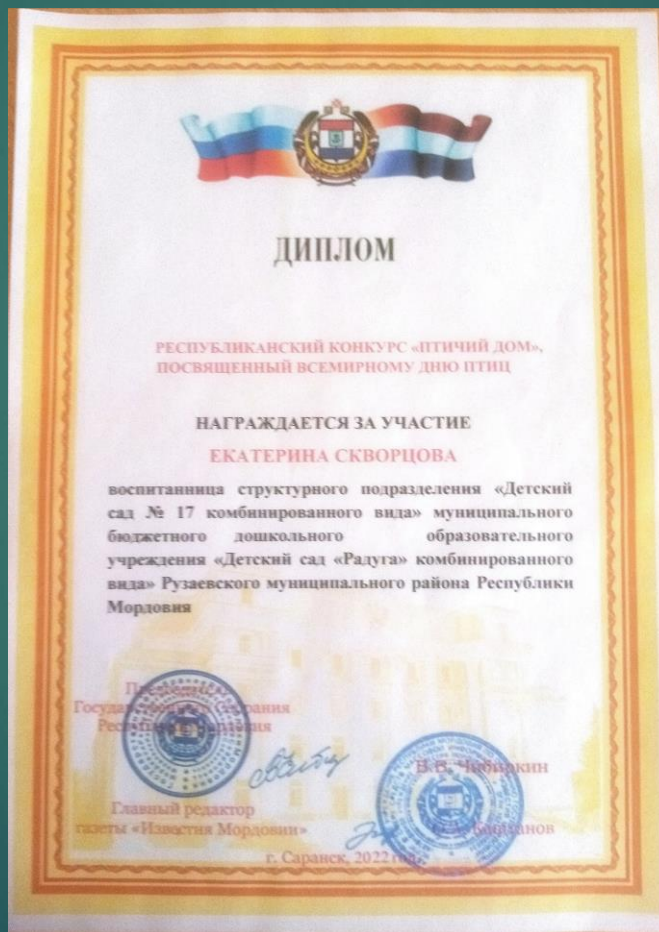 ДИПЛОМ
РЕСПУБЛИКАНСКИЙ КОНКУРС «ПТИЧИЙ ДОМ»,
ПОСВЯЩЕННЫЙ ВСЕМИРНОМУ ДНЮ ПТИЦ
НАГРАЖДАЕТСЯ ЗА УЧАСТИЕ
ЕКАТЕРИНА СКВОРЦОВА
воспитанница структурного подразделения «Детский
сад № 17 комбинированного вида» муниципального
бюджетного дошкольного образовательного
учреждения «Детский сад «Радуга» комбинированного
вида» Рузаевского муниципального района Республики
Мордовия
В.В. Чибиркин
Главный редактор
газеты «Известия Мордовии»
г. Саранск, 2022 год